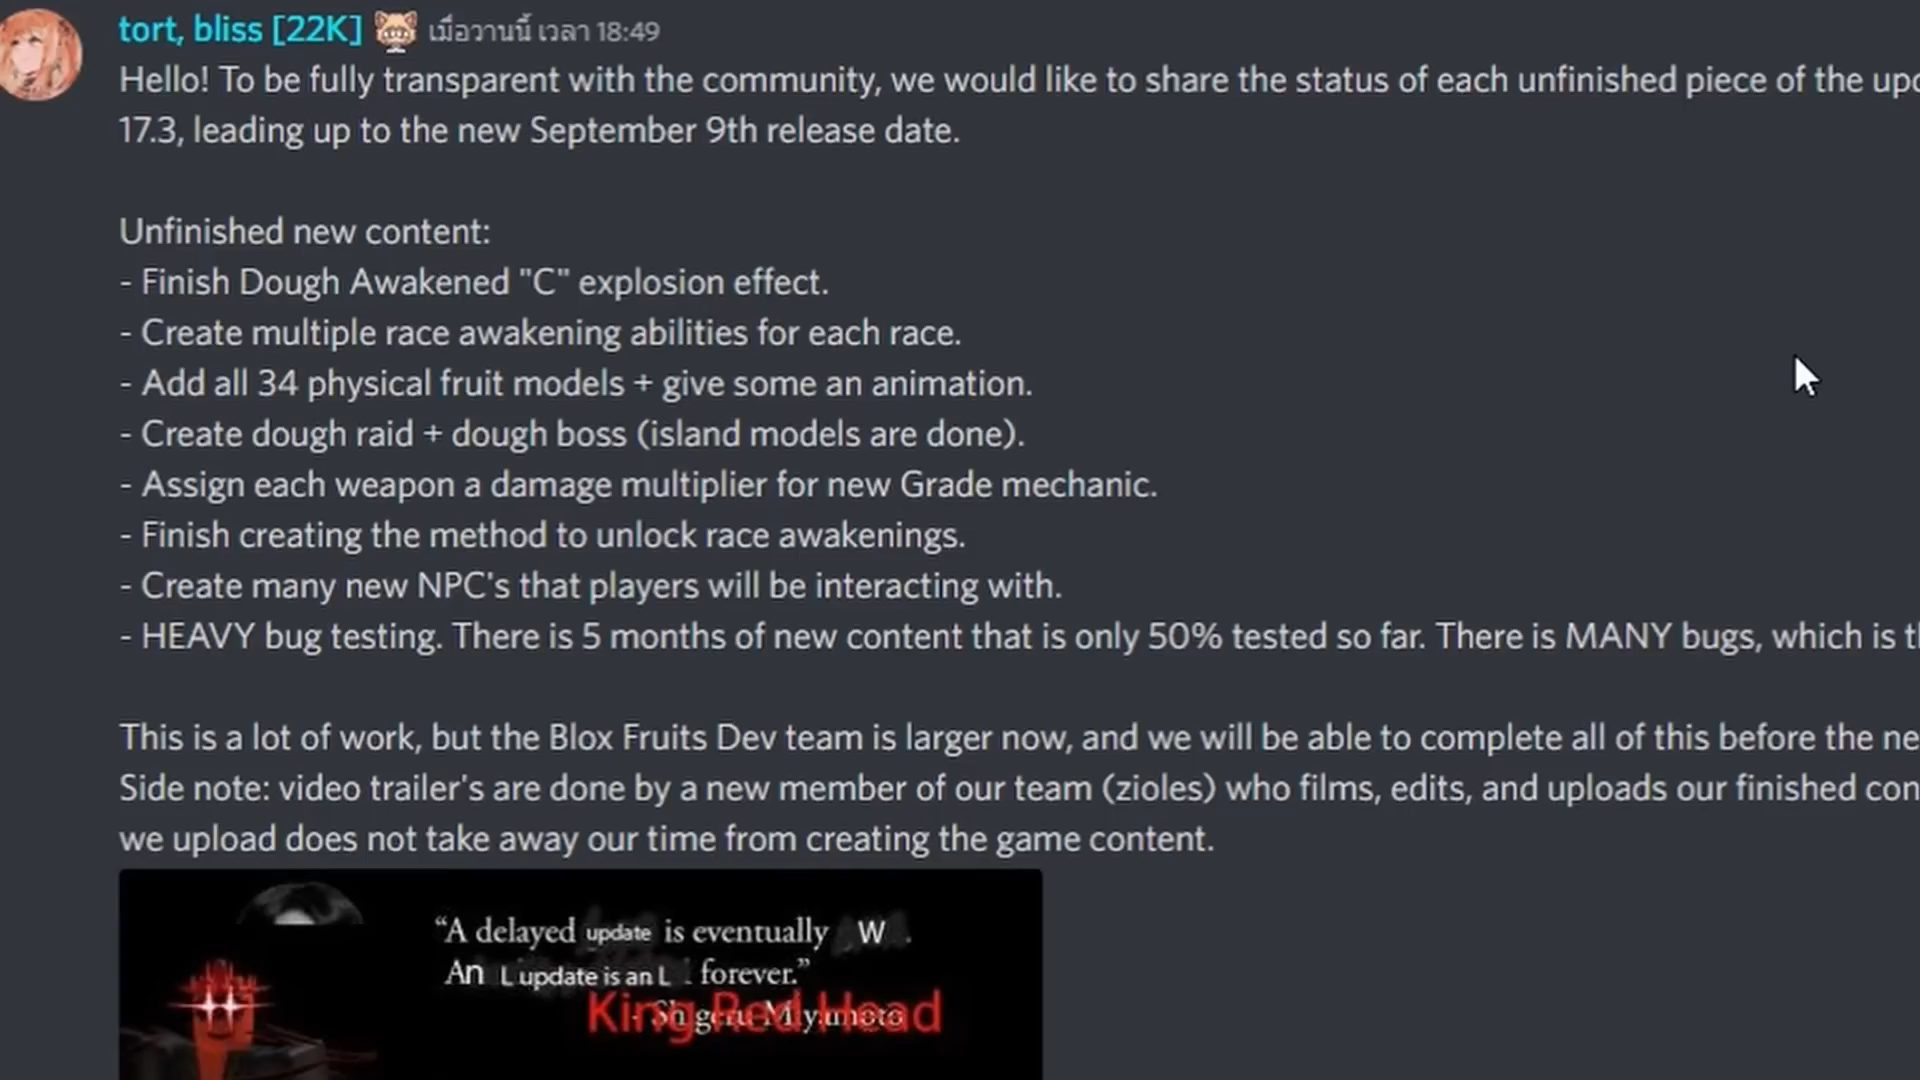 tort, bliss [22K] เมื่อวานนี้ เวลา 18:49
Hello! To be fully transparent with the community, we would like to share the status of each unfinished piece of the
17.3, leading up to the new September 9th release date.
Unfinished new content:
- Finish Dough Awakened "C" explosion effect.
- Create multiple race awakening abilities for each race.
- Add all 34 physical fruit models + give some an animation.
- Create dough raid + dough boss (island models are done).
- Assign each weapon a damage multiplier for new Grade mechanic.
- Finish creating the method to unlock race awakenings.
- Create many new NPC's that players will be interacting with.
- HEAVY bug testing. There is 5 months of new content that is only 50% tested so far. There is MANY bugs, which is
This is a lot of work, but the Blox Fruits Dev team is larger now, and we will be able to complete all of this before the
Side note: video trailer's are done by a new member of our team (zioles) who films, edits, and uploads our finished
we upload does not take away our time from creating the game content.
“A delayed update is eventually W .
An L update is an L forever.”
- Shigeru Miyamoto
King Red Head